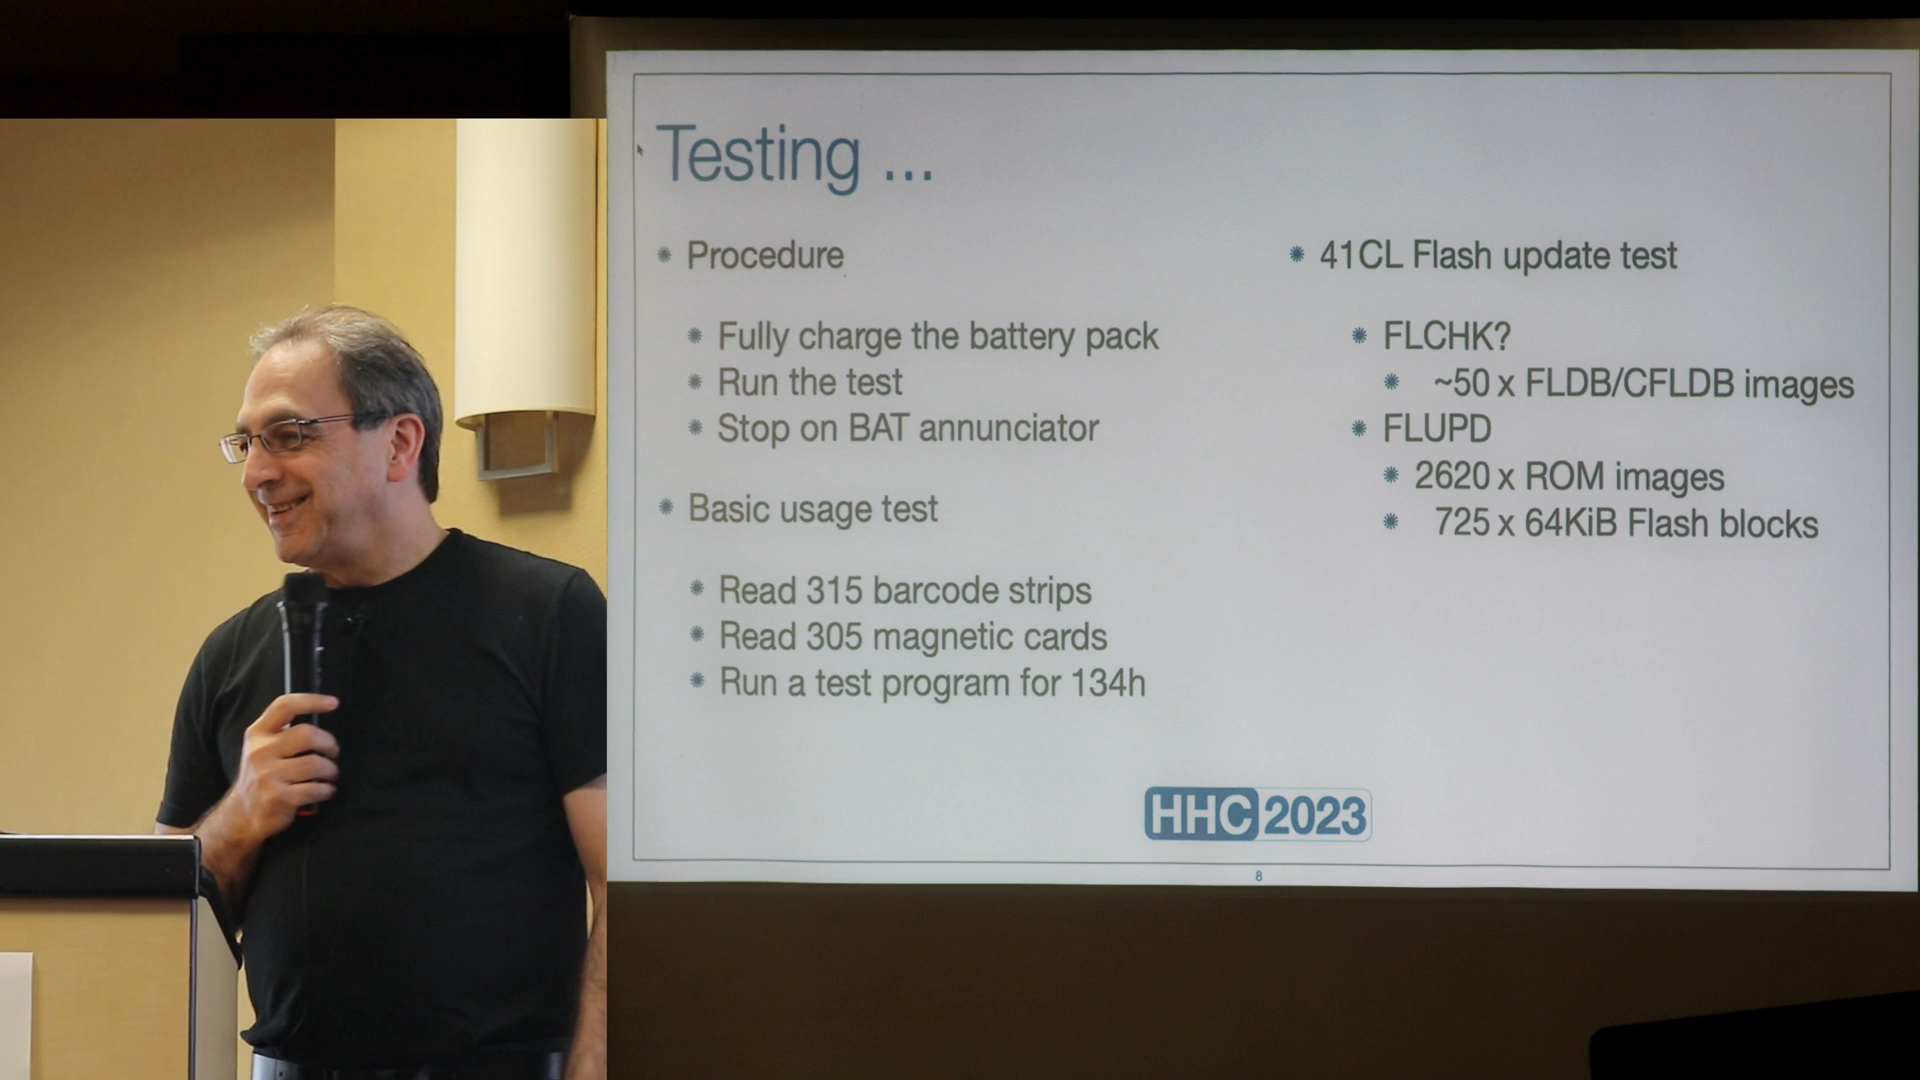 Testing ...
Procedure
Fully charge the battery pack
Run the test
Stop on BAT annunciator
Basic usage test
Read 315 barcode strips
Read 305 magnetic cards
Run a test program for 134h
41CL Flash update test
FLCHK?
~50 x FLDB/CFLDB images
FLUPD
2620 x ROM images
725 x 64KiB Flash blocks
HHC 2023
8